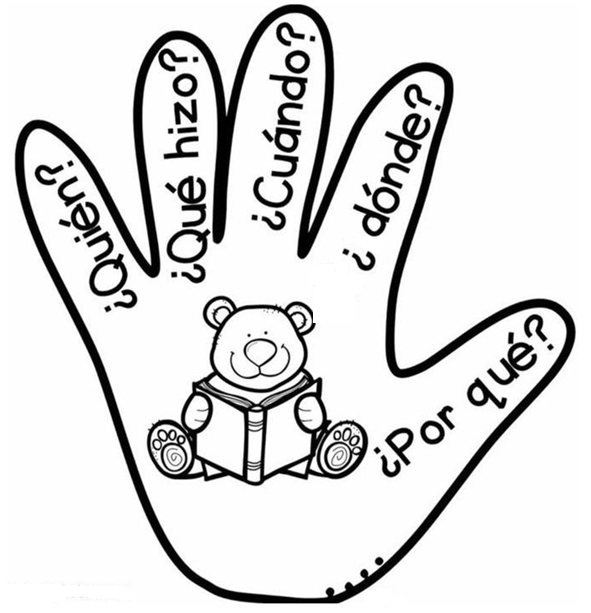 ¿Quién?
¿Qué hizo?
¿Cuándo?
¿ dónde?
¿Por qué?